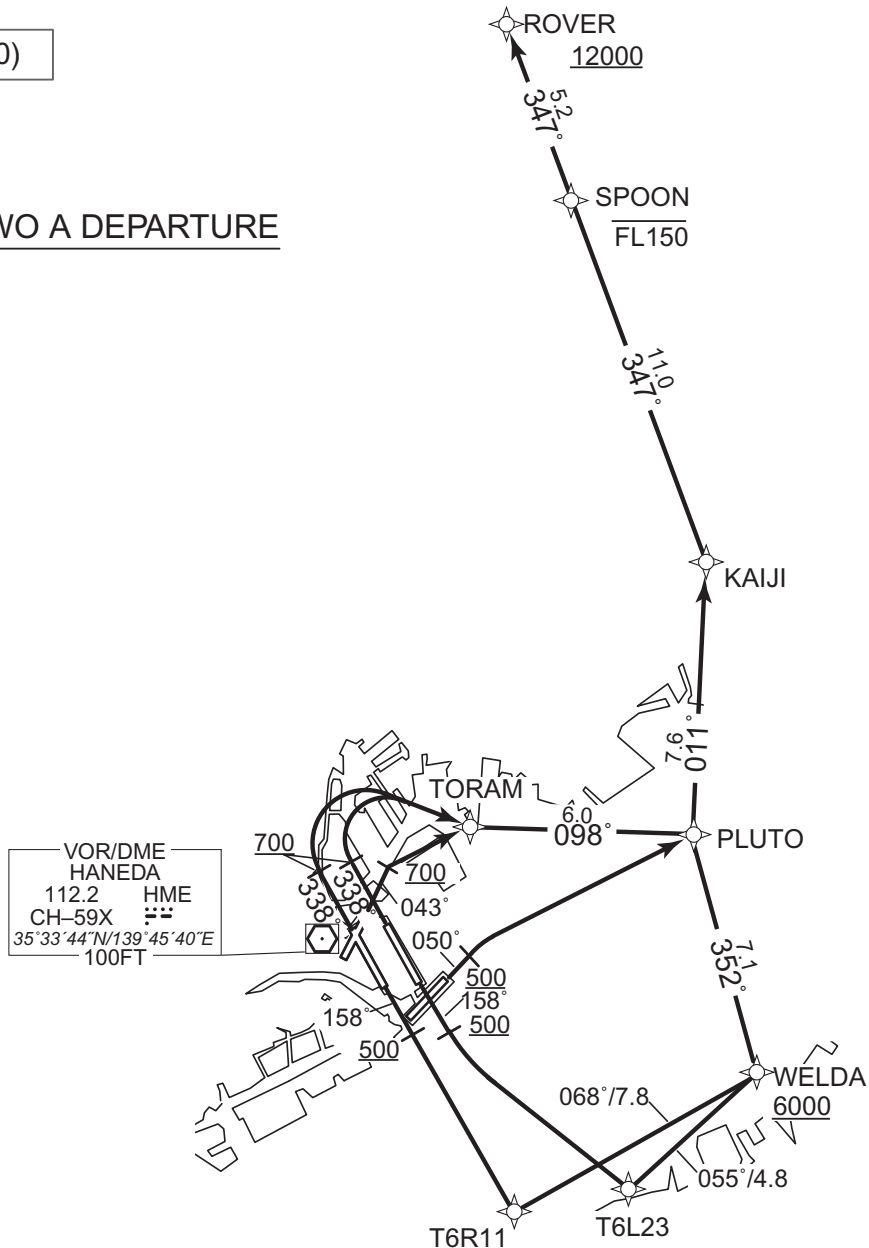 0)
WO A DEPARTURE
ROVER
12000
5.2
347°
SPOON
FL150
11.0
347°
KAIJI
7.6
011°
TORAM
6.0
098°
PLUTO
700
700
338°
338°
043°
VOR/DME
HANEDA
112.2 HME
CH–59X
35°33´44˝N/139°45´40˝E
100FT
050°
500
158°
158°
500
500
7.1
352°
WELDA
6000
068°/7.8
055°/4.8
T6R11
T6L23